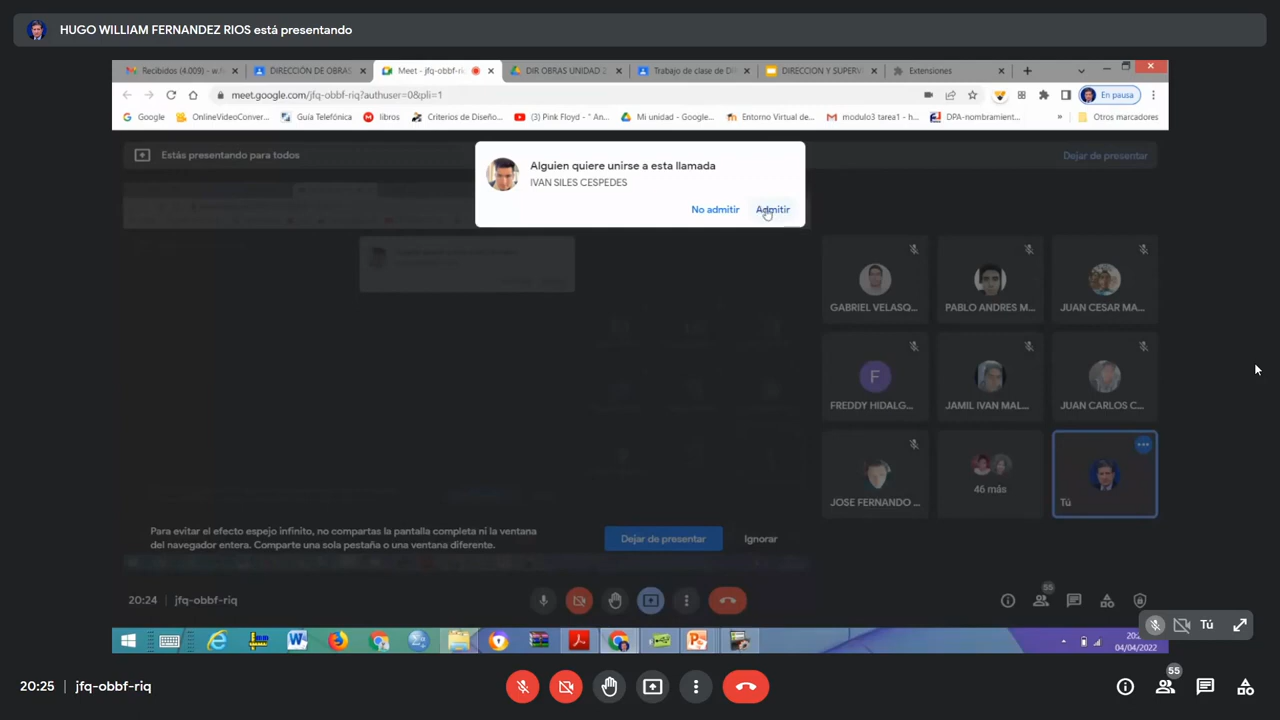 HUGO WILLIAM FERNANDEZ RIOS está presentando
Recibidos (4.009) - w.f
DIRECCIÓN DE OBRAS
Meet - jfq-obbf-ri
DIR OBRAS UNIDAD 2
Trabajo de clase de D
DIRECCION Y SUPERV
Extensiones
meet.google.com/jfq-obbf-riq?authuser=0&pli=1
En pausa
Google
OnlineVideoConver...
Guía Telefónica
libros
Criterios de Diseño...
(3) Pink Floyd - " An...
Mi unidad - Google...
Entorno Virtual de...
modulo3 tarea1 - h...
DPA-nombramient...
»
Otros marcadores
Estás presentando para todos
Dejar de presentar
Alguien quiere unirse a esta llamada
IVAN SILES CESPEDES
No admitir
Admitir
GABRIEL VELASQ...
PABLO ANDRES M...
JUAN CESAR MA...
F
FREDDY HIDALG...
JAMIL IVAN MAL...
JUAN CARLOS C...
JOSE FERNANDO ...
46 más
Tú
Para evitar el efecto espejo infinito, no compartas la pantalla completa ni la ventana
del navegador entera. Comparte una sola pestaña o una ventana diferente.
Dejar de presentar
Ignorar
20:24 | jfq-obbf-riq
55
Tú
04/04/2022
20:25 | jfq-obbf-riq
55